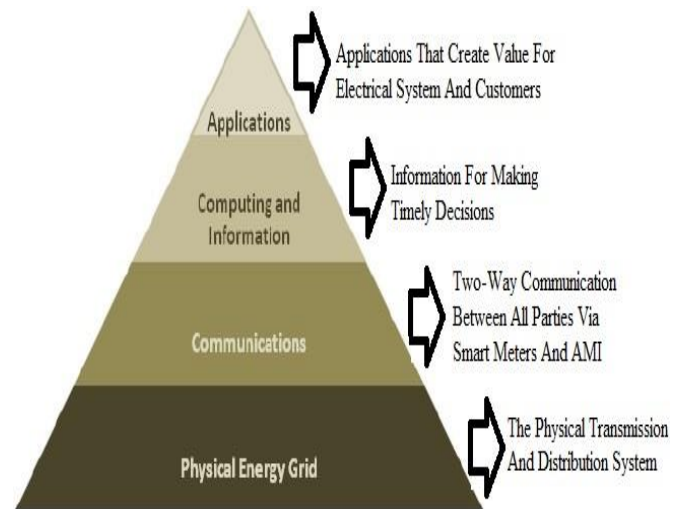 Applications
Applications That Create Value For
Electrical System And Customers
Computing and
Information
Information For Making
Timely Decisions
Communications
Two-Way Communication
Between All Parties Via
Smart Meters And AMI
Physical Energy Grid
The Physical Transmission
And Distribution System